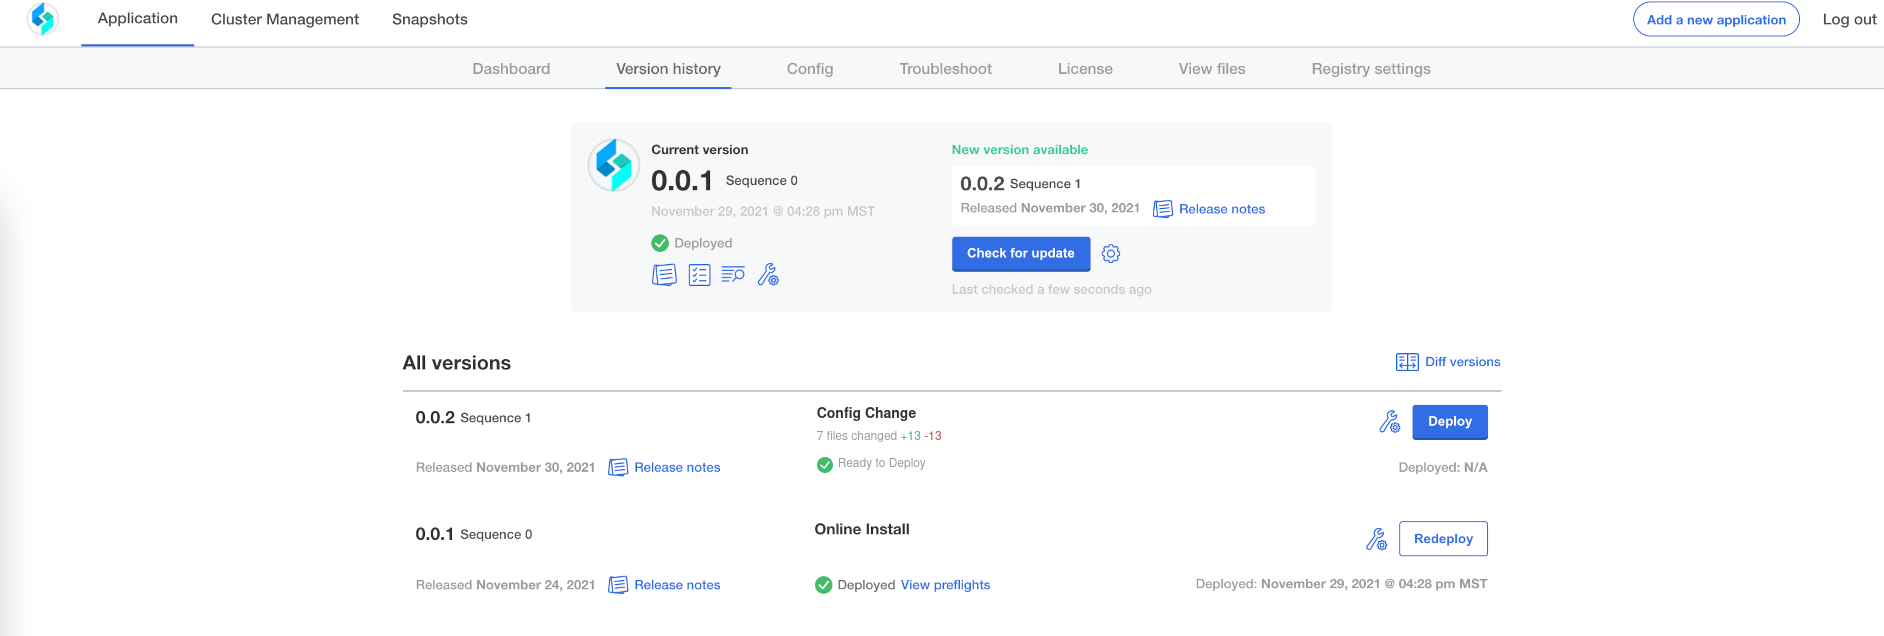 Application Cluster Management Snapshots Add a new application Log out
Dashboard Version history Config Troubleshoot License View files Registry settings
Current version
0.0.1 Sequence 0
November 29, 2021 @ 04:28 pm MST
Deployed
New version available
0.0.2 Sequence 1
Released November 30, 2021 Release notes
Check for update
Last checked a few seconds ago
All versions Diff versions
0.0.2 Sequence 1
Released November 30, 2021 Release notes
Config Change
7 files changed +13 -13
Ready to Deploy
Deploy
Deployed: N/A
0.0.1 Sequence 0
Released November 24, 2021 Release notes
Online Install
Deployed View preflights
Redeploy
Deployed: November 29, 2021 @ 04:28 pm MST